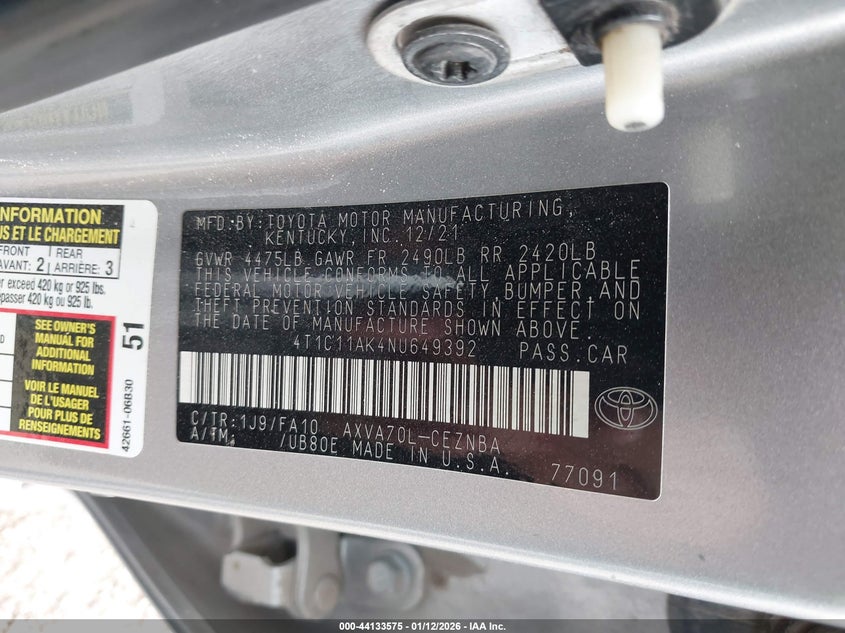 INFORMATION
US ET LE CHARGEMENT
FRONT
AVANT: 2
REAR
ARRIÈRE: 3
exceed 420 kg or 925 lbs.
épasser 420 kg ou 925 lb.
SEE OWNER'S
MANUAL FOR
ADDITIONAL
INFORMATION
VOIR LE MANUEL
DU PROPRIÉTAIRE
POUR PLUS DE
RENSEIGNEMENTS
51
42661-06B30
MFD.BY:TOYOTA MOTOR MANUFACTURING,
KENTUCKY,INC.12/21
GVWR 4475LB GAWR FR 2490LB RR 2420LB
THIS VEHICLE CONFORMS TO ALL APPLICABLE
FEDERAL MOTOR VEHICLE SAFETY,BUMPER,AND
THEFT PREVENTION STANDARDS IN EFFECT ON
THE DATE OF MANUFACTURE SHOWN ABOVE.
4T1C11AK4NU649392 PASS.CAR
C/TR:1J9/FA10 AXVA70L-CEZNBA
A/TM. /UB80E MADE IN U.S.A. 77091
000-44133575 - 01/12/2026 - IAA Inc.